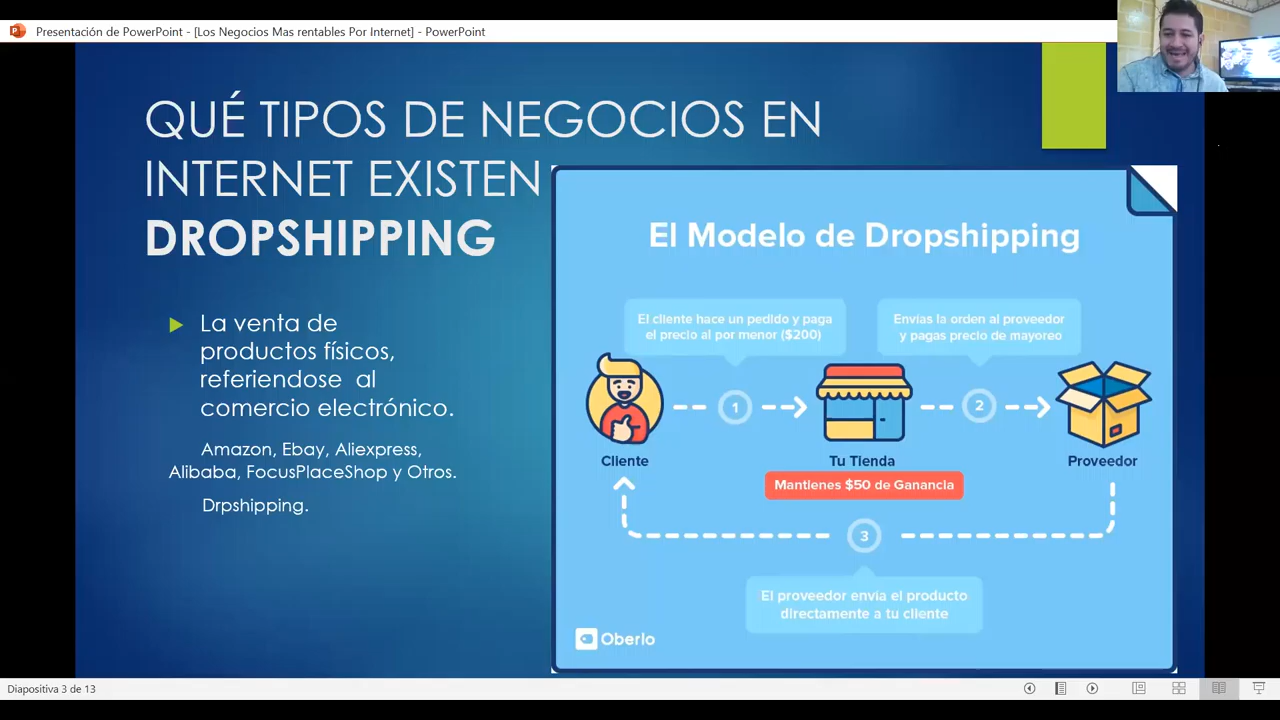 Presentación de PowerPoint - [Los Negocios Mas rentables Por Internet] - PowerPoint
QUÉ TIPOS DE NEGOCIOS EN
INTERNET EXISTEN
DROPSHIPPING
La venta de
productos físicos,
referiendose al
comercio electrónico.
Amazon, Ebay, Aliexpress,
Alibaba, FocusPlaceShop y Otros.
Drpshipping.
El Modelo de Dropshipping
El cliente hace un pedido y paga
el precio al por menor ($200)
Envías la orden al proveedor
y pagas precio de mayoreo
1
2
Cliente
Tu Tienda
Proveedor
Mantienes $50 de Ganancia
3
El proveedor envía el producto
directamente a tu cliente
Oberlo
Diapositiva 3 de 13